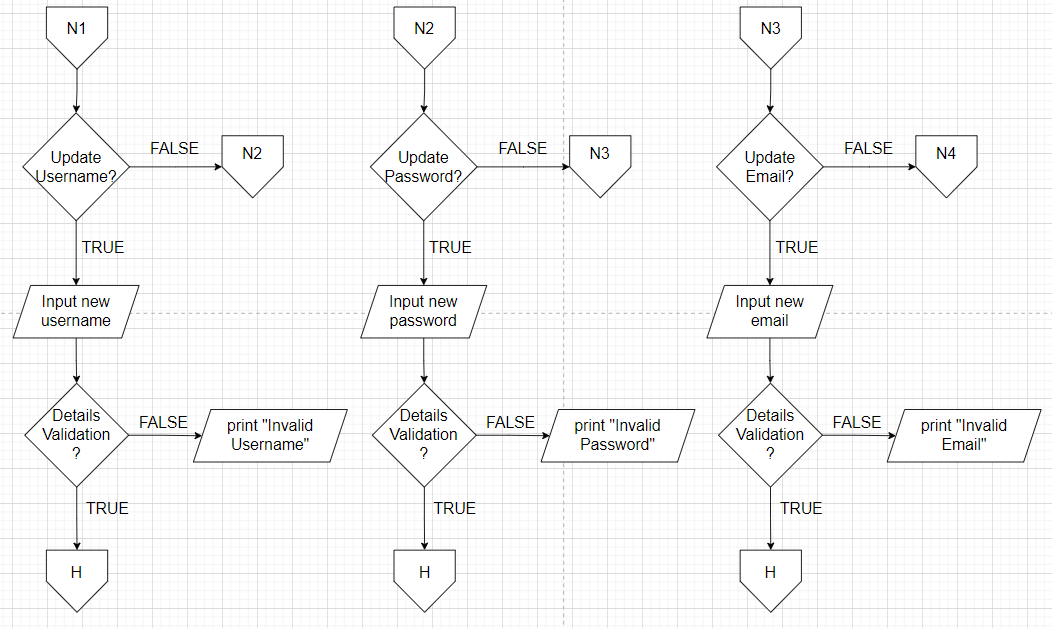 N1
Update
Username?
FALSE
N2
TRUE
Input new
username
Details
Validation
?
FALSE
print "Invalid
Username"
TRUE
H
N2
Update
Password?
FALSE
N3
TRUE
Input new
password
Details
Validation
?
FALSE
print "Invalid
Password"
TRUE
H
N3
Update
Email?
FALSE
N4
TRUE
Input new
email
Details
Validation
?
FALSE
print "Invalid
Email"
TRUE
H